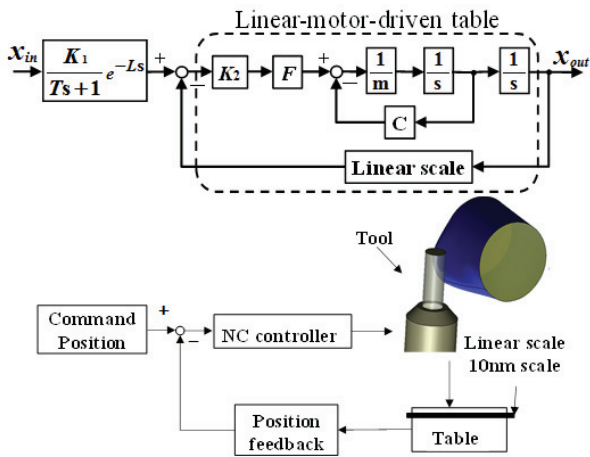 Linear-motor-driven table
x_in
K₁
Ts+1
e^{-Ls}
+
−
K₂
F
+
−
1
m
1
s
1
s
x_out
C
Linear scale
Tool
Command
Position
+
−
NC controller
Linear scale
10nm scale
Position
feedback
Table